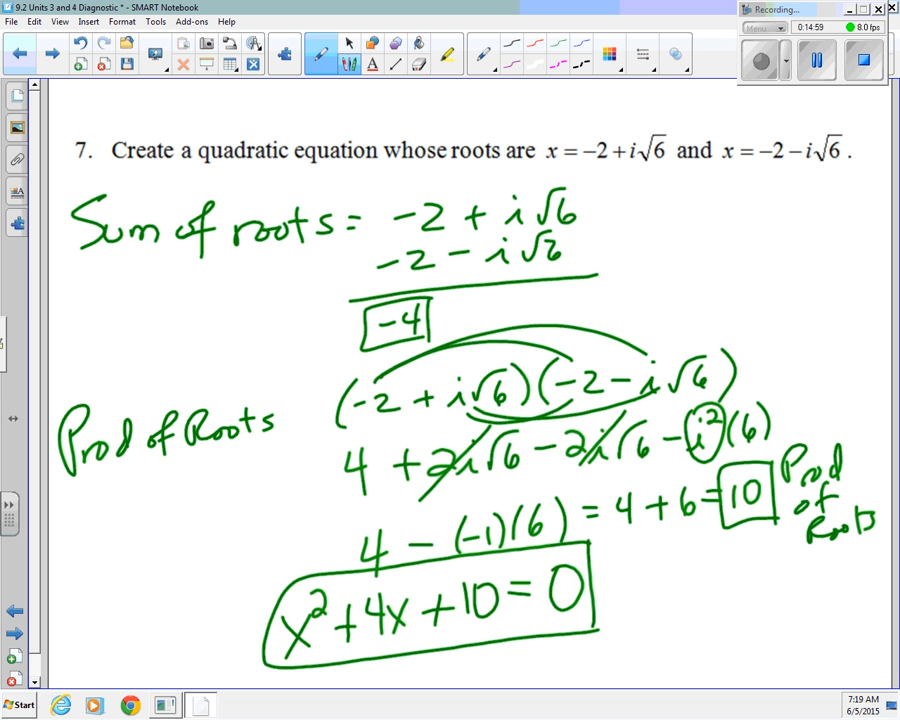 9.2 Units 3 and 4 Diagnostic * - SMART Notebook
Recording...
File Edit View Insert Format Tools Add-ons Help
Menu 0:14:59 8.0 fps
7. Create a quadratic equation whose roots are x = −2 + i√6 and x = −2 − i√6 .
Sum of roots = -2 + i√6
-2 - i√6
-4
Prod of Roots (-2 + i√6)(-2 - i√6)
4 + 2i√6 - 2i√6 - (i²)(6)
4 - (-1)(6) = 4 + 6 = 10 Prod of Roots
x² + 4x + 10 = 0
Start
7:19 AM
6/5/2015